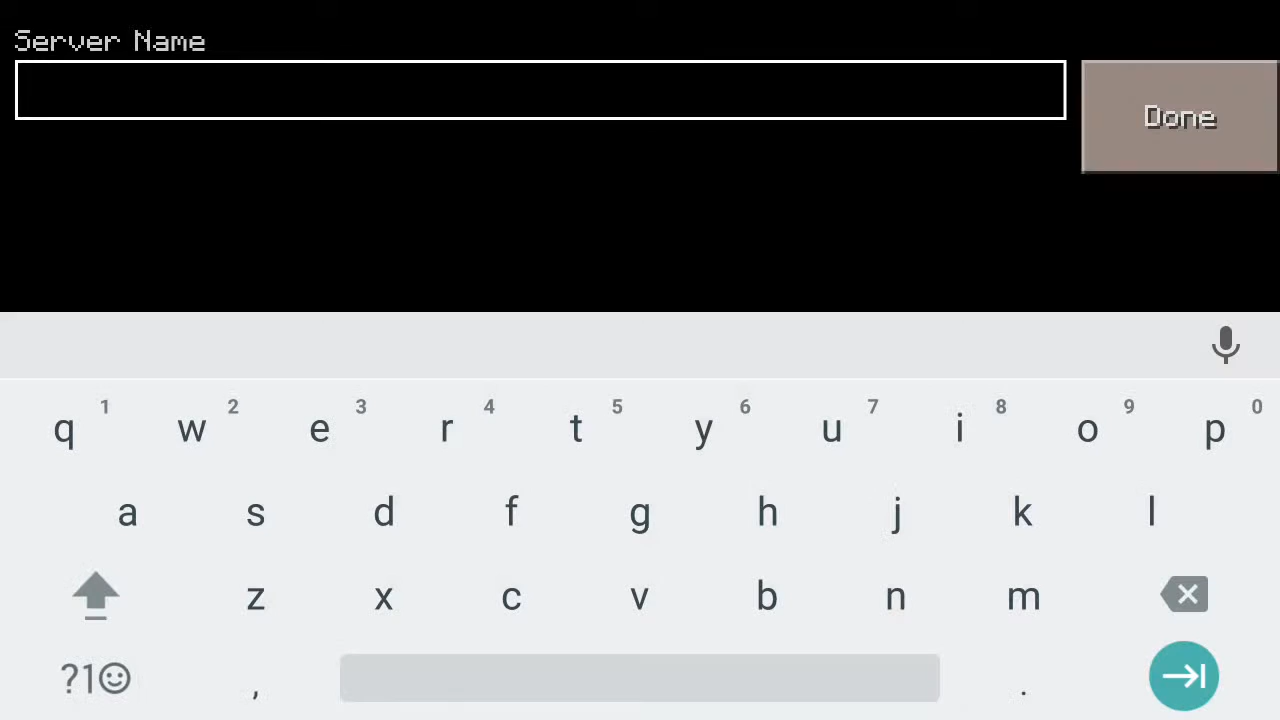 Server Name
Done
1 2 3 4 5 6 7 8 9 0
q w e r t y u i o p
a s d f g h j k l
z x c v b n m
?1 , .